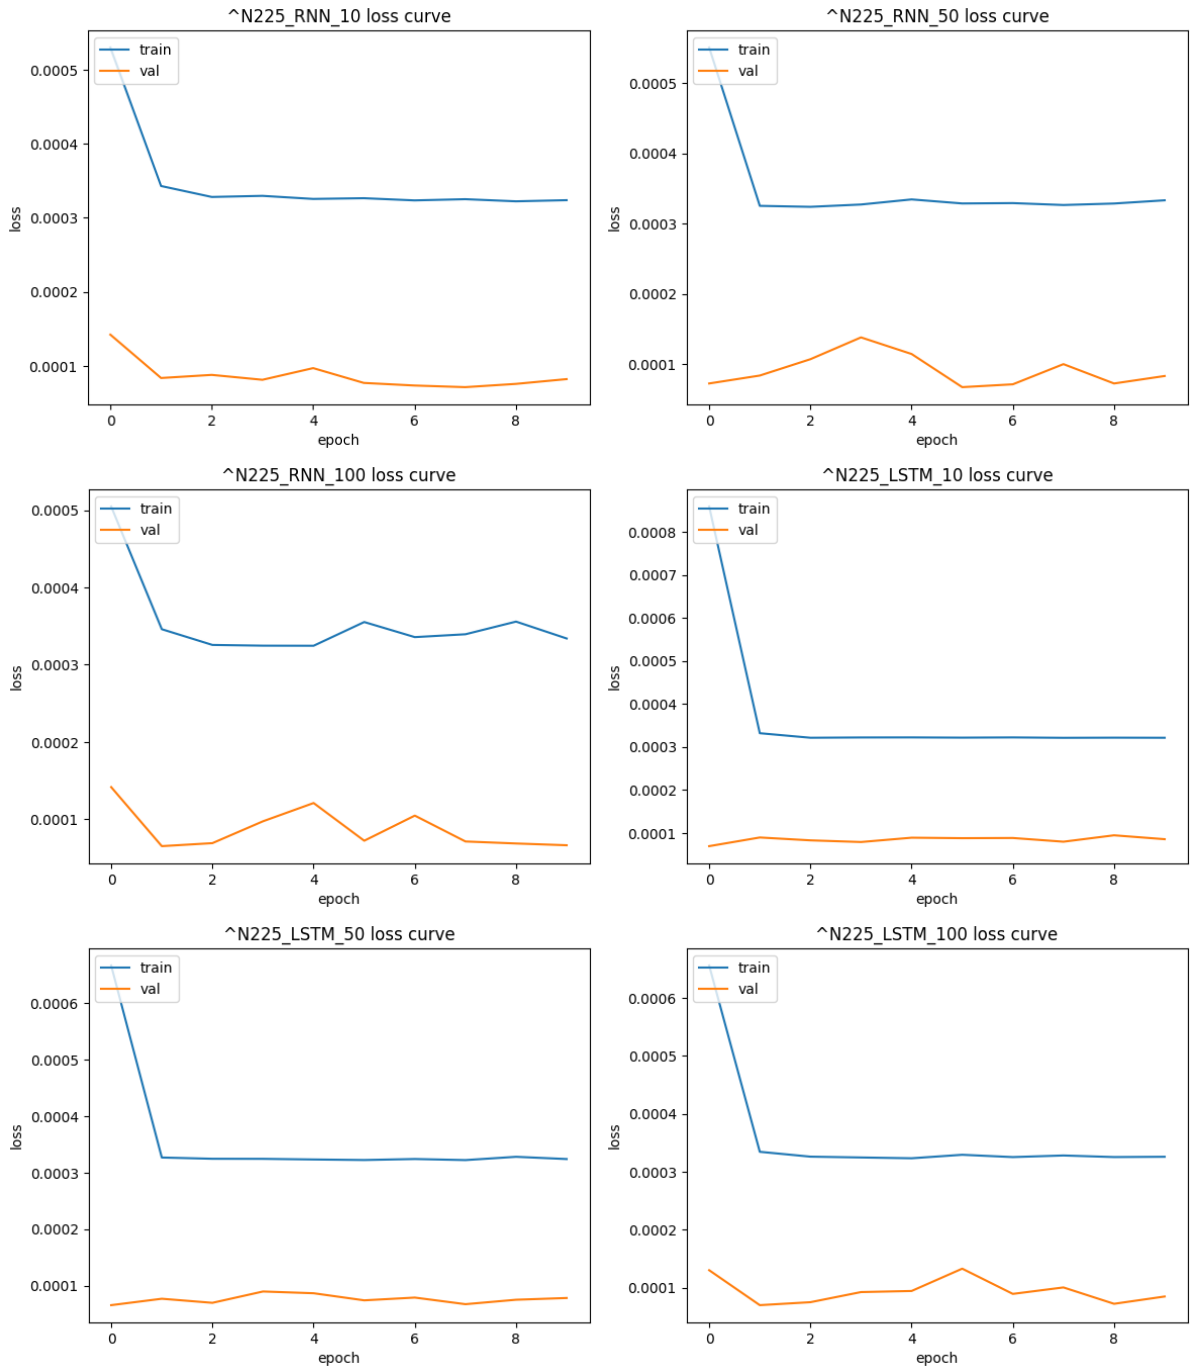 ^N225_RNN_10 loss curve
train
val
0.0005
0.0004
0.0003
0.0002
0.0001
loss
0 2 4 6 8
epoch
^N225_RNN_50 loss curve
train
val
0.0005
0.0004
0.0003
0.0002
0.0001
loss
0 2 4 6 8
epoch
^N225_RNN_100 loss curve
train
val
0.0005
0.0004
0.0003
0.0002
0.0001
loss
0 2 4 6 8
epoch
^N225_LSTM_10 loss curve
train
val
0.0008
0.0007
0.0006
0.0005
0.0004
0.0003
0.0002
0.0001
loss
0 2 4 6 8
epoch
^N225_LSTM_50 loss curve
train
val
0.0006
0.0005
0.0004
0.0003
0.0002
0.0001
loss
0 2 4 6 8
epoch
^N225_LSTM_100 loss curve
train
val
0.0006
0.0005
0.0004
0.0003
0.0002
0.0001
loss
0 2 4 6 8
epoch